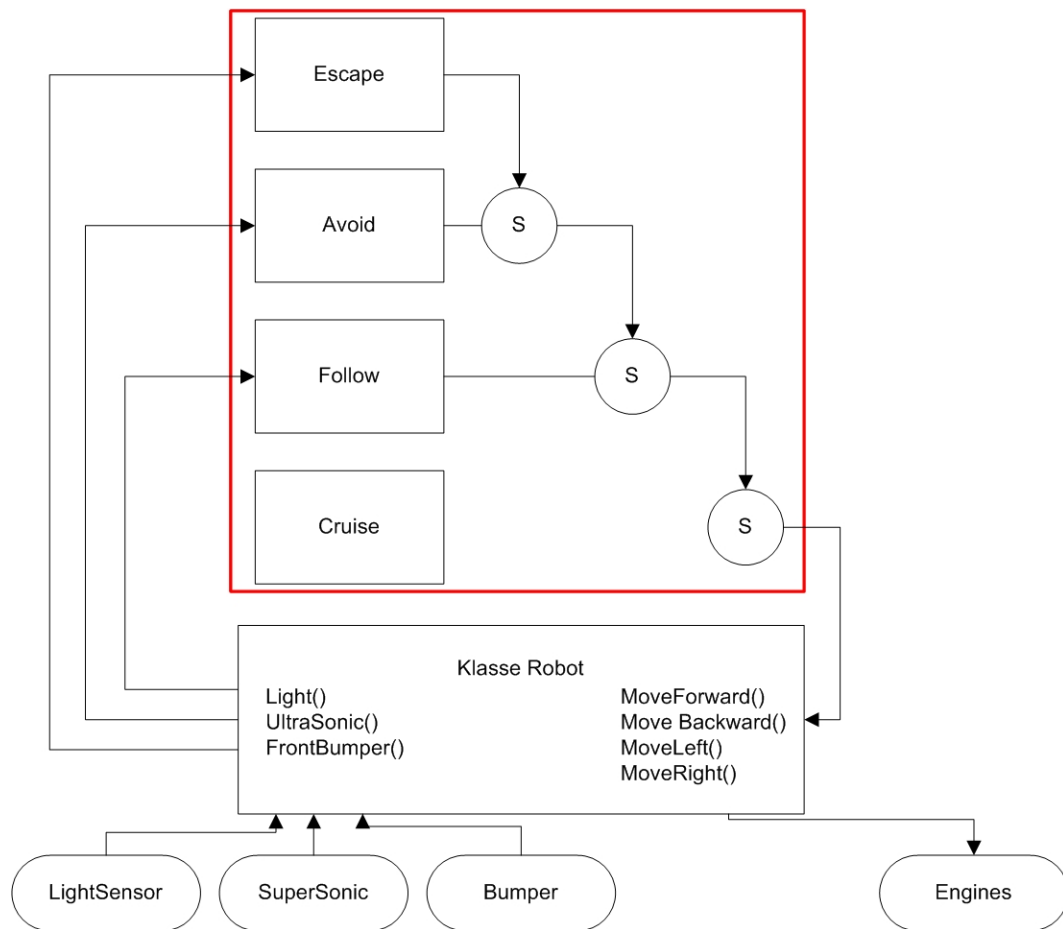 Escape
Avoid
S
Follow
S
Cruise
S
Klasse Robot
Light()
UltraSonic()
FrontBumper()
MoveForward()
Move Backward()
MoveLeft()
MoveRight()
LightSensor
SuperSonic
Bumper
Engines